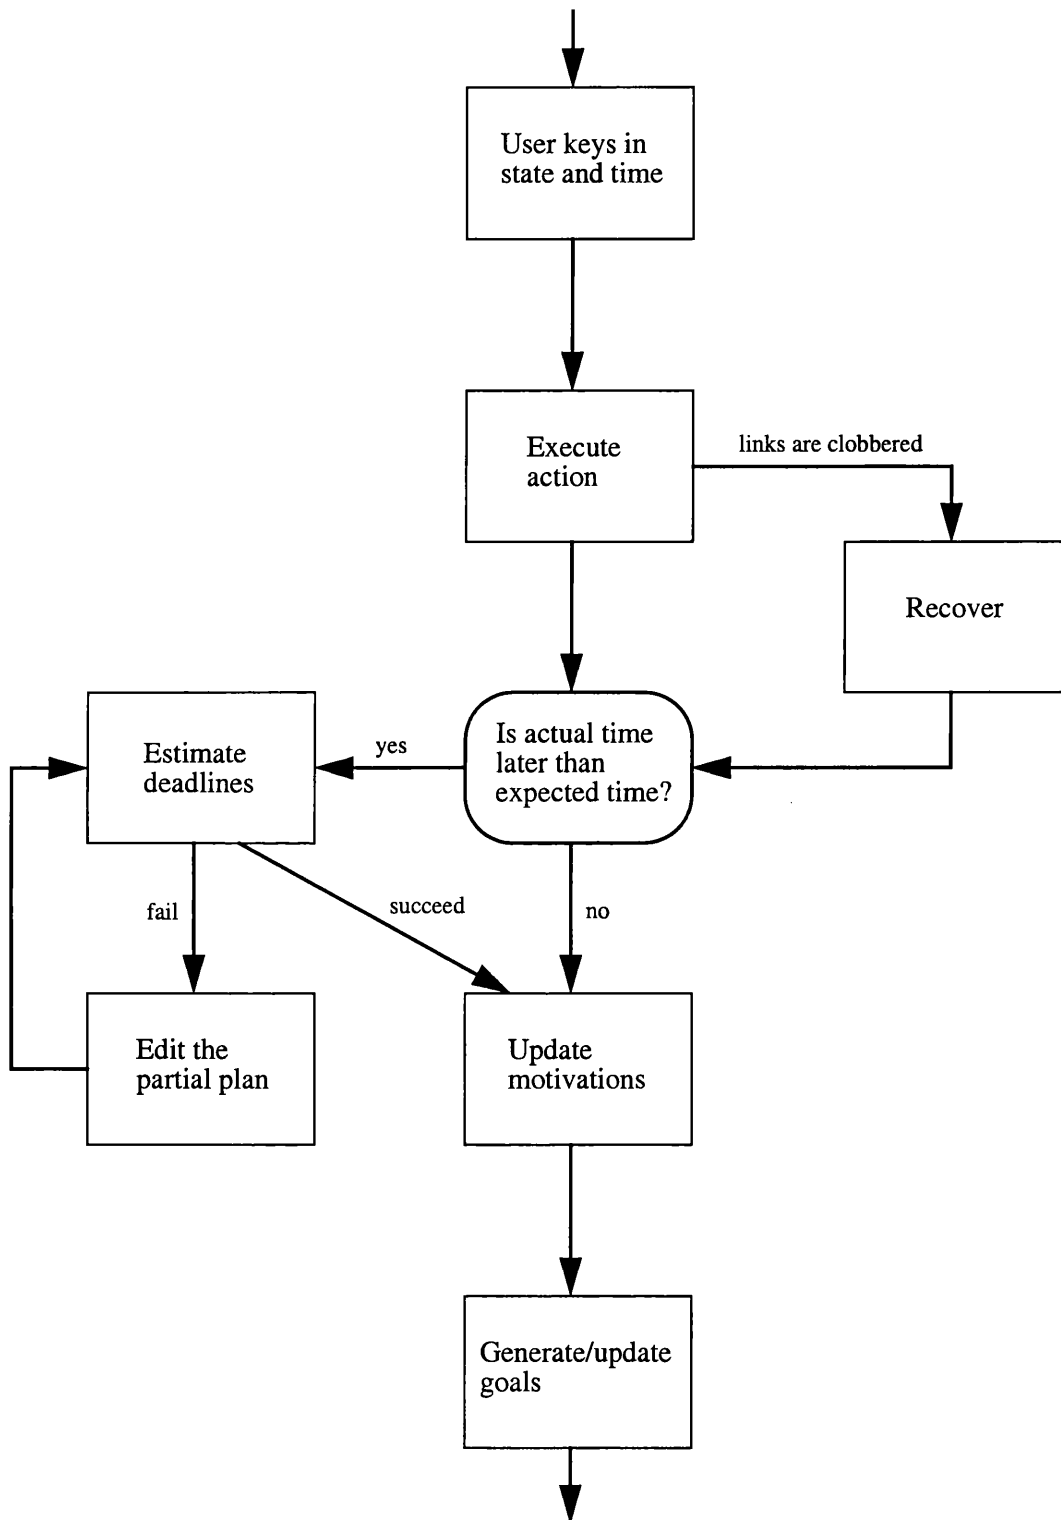 User keys in
state and time
Execute
action
links are clobbered
Recover
Is actual time
later than
expected time?
yes
Estimate
deadlines
fail
succeed
no
Edit the
partial plan
Update
motivations
Generate/update
goals